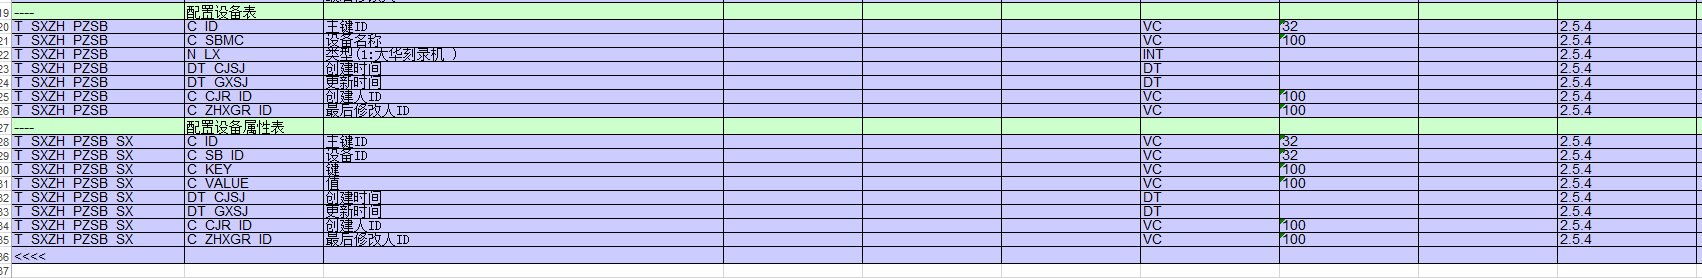 19 ---- 配置设备表
20 T_SXZH_PZSB C_ID 主键ID VC 32 2.5.4
21 T_SXZH_PZSB C_SBMC 设备名称 VC 100 2.5.4
22 T_SXZH_PZSB N_LX 类型(1:大华刻录机 ) INT 2.5.4
23 T_SXZH_PZSB DT_CJSJ 创建时间 DT 2.5.4
24 T_SXZH_PZSB DT_GXSJ 更新时间 DT 2.5.4
25 T_SXZH_PZSB C_CJR_ID 创建人ID VC 100 2.5.4
26 T_SXZH_PZSB C_ZHXGR_ID 最后修改人ID VC 100 2.5.4
27 ---- 配置设备属性表
28 T_SXZH_PZSB_SX C_ID 主键ID VC 32 2.5.4
29 T_SXZH_PZSB_SX C_SB_ID 设备ID VC 32 2.5.4
30 T_SXZH_PZSB_SX C_KEY 键 VC 100 2.5.4
31 T_SXZH_PZSB_SX C_VALUE 值 VC 100 2.5.4
32 T_SXZH_PZSB_SX DT_CJSJ 创建时间 DT 2.5.4
33 T_SXZH_PZSB_SX DT_GXSJ 更新时间 DT 2.5.4
34 T_SXZH_PZSB_SX C_CJR_ID 创建人ID VC 100 2.5.4
35 T_SXZH_PZSB_SX C_ZHXGR_ID 最后修改人ID VC 100 2.5.4
36 <<<<
37